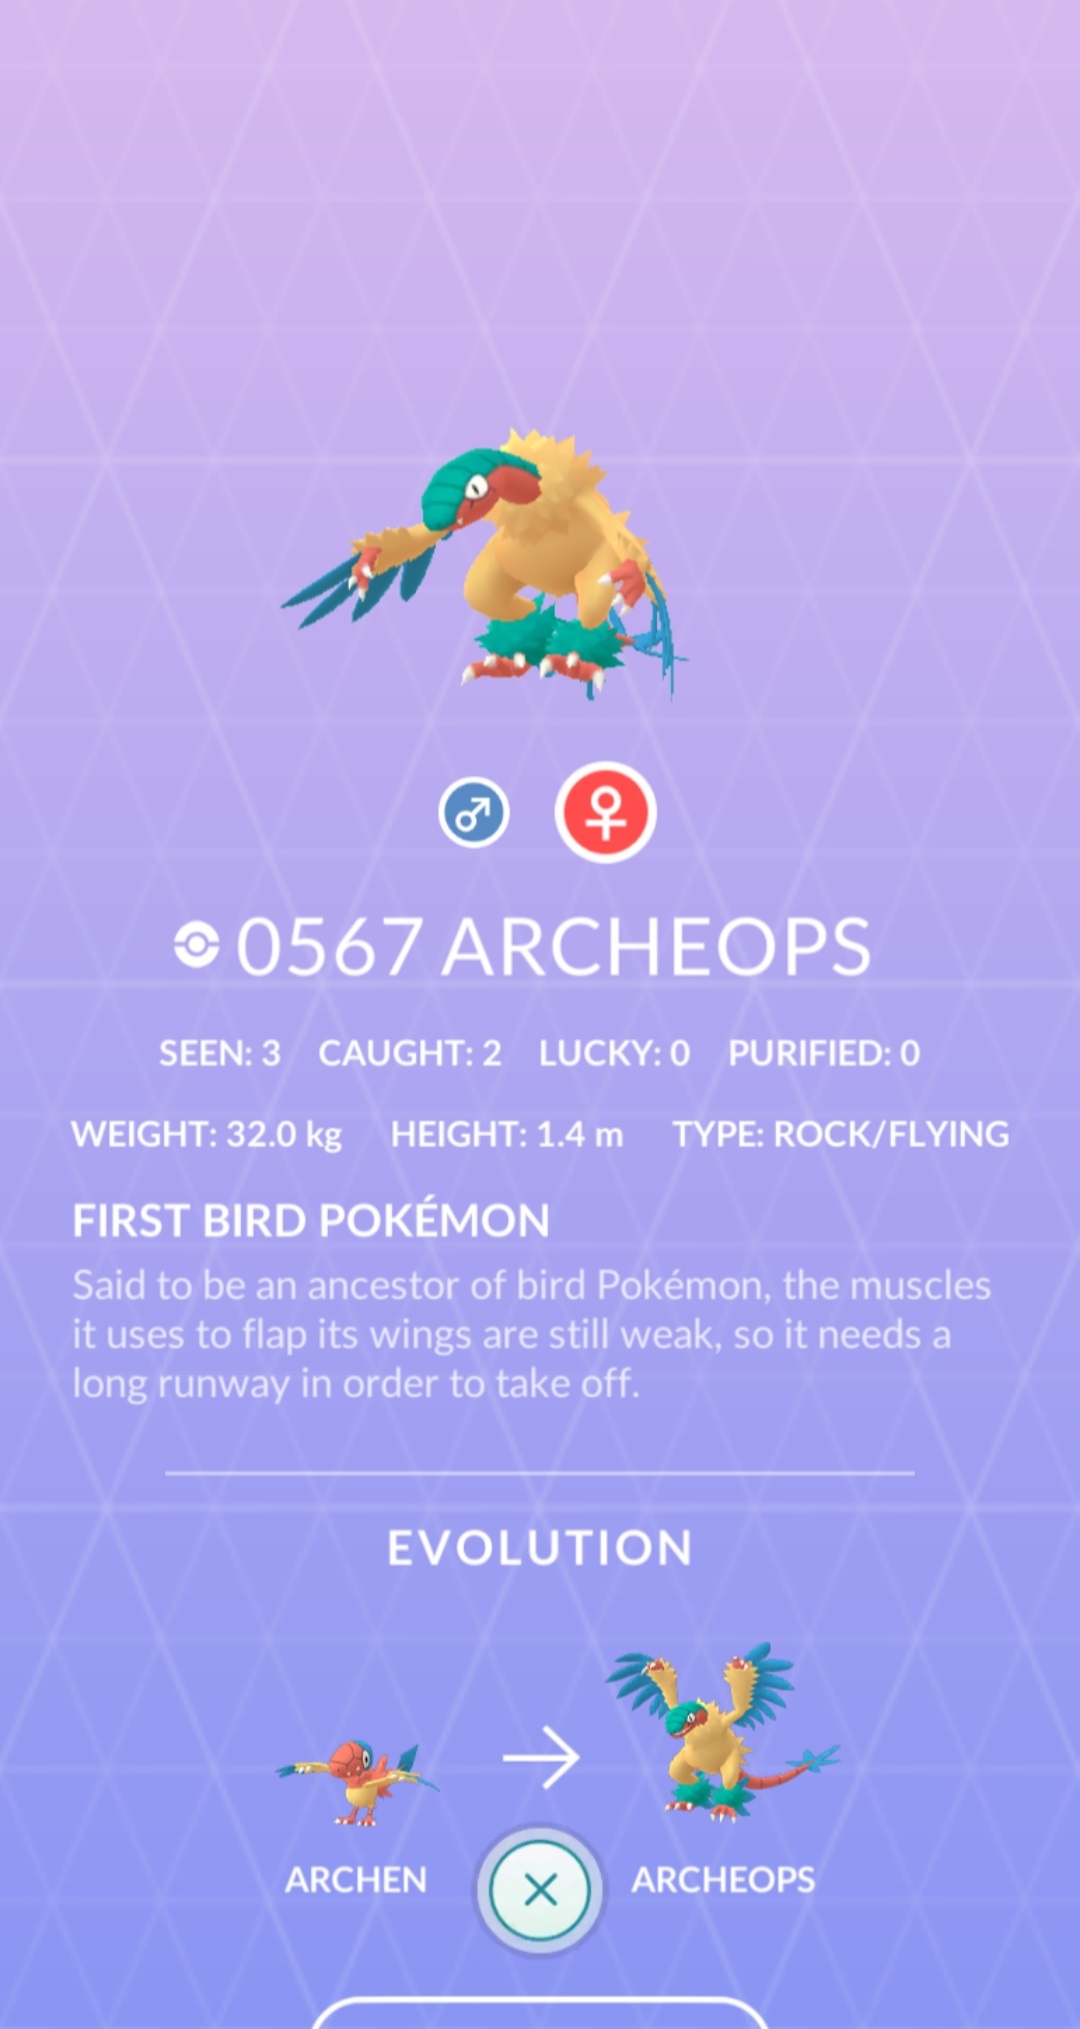 0567 ARCHEOPS
SEEN: 3 CAUGHT: 2 LUCKY: 0 PURIFIED: 0
WEIGHT: 32.0 kg HEIGHT: 1.4 m TYPE: ROCK/FLYING
FIRST BIRD POKÉMON
Said to be an ancestor of bird Pokémon, the muscles
it uses to flap its wings are still weak, so it needs a
long runway in order to take off.
EVOLUTION
ARCHEN ARCHEOPS